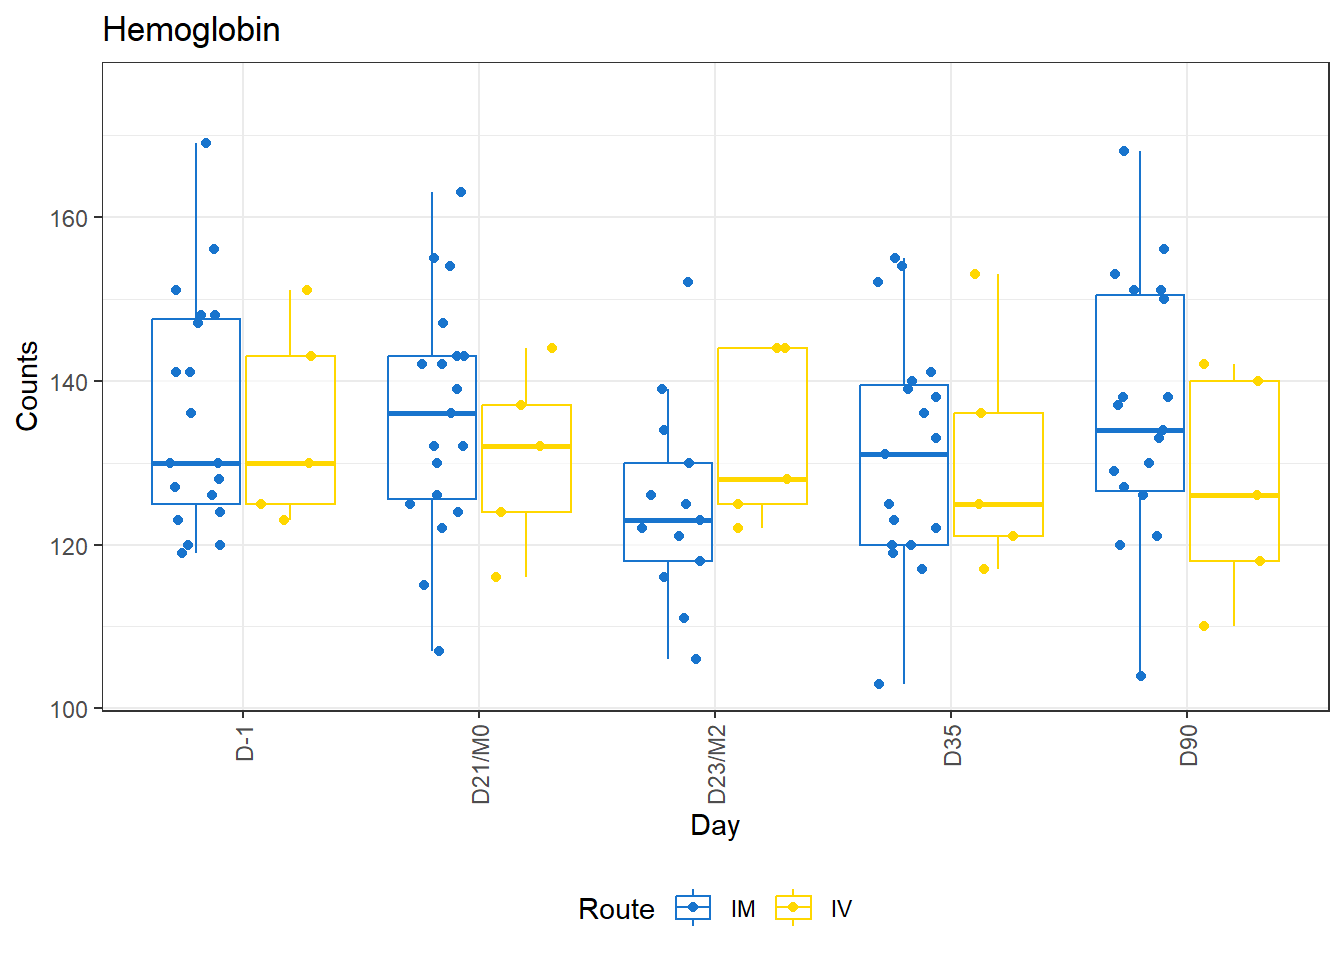 Hemoglobin
Counts
160
140
120
100
D-1
D21/M0
D23/M2
D35
D90
Day
Route IM IV